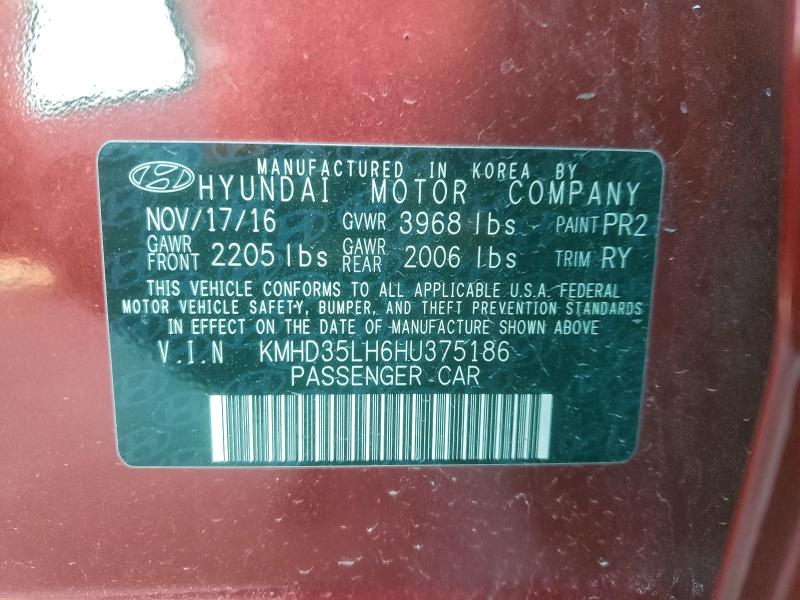 MANUFACTURED IN KOREA BY
HYUNDAI MOTOR COMPANY
NOV/17/16 GVWR 3968 lbs PAINT PR2
GAWR FRONT 2205 lbs GAWR REAR 2006 lbs TRIM RY
THIS VEHICLE CONFORMS TO ALL APPLICABLE U.S.A. FEDERAL
MOTOR VEHICLE SAFETY, BUMPER, AND THEFT PREVENTION STANDARDS
IN EFFECT ON THE DATE OF MANUFACTURE SHOWN ABOVE
V.I.N KMHD35LH6HU375186
PASSENGER CAR